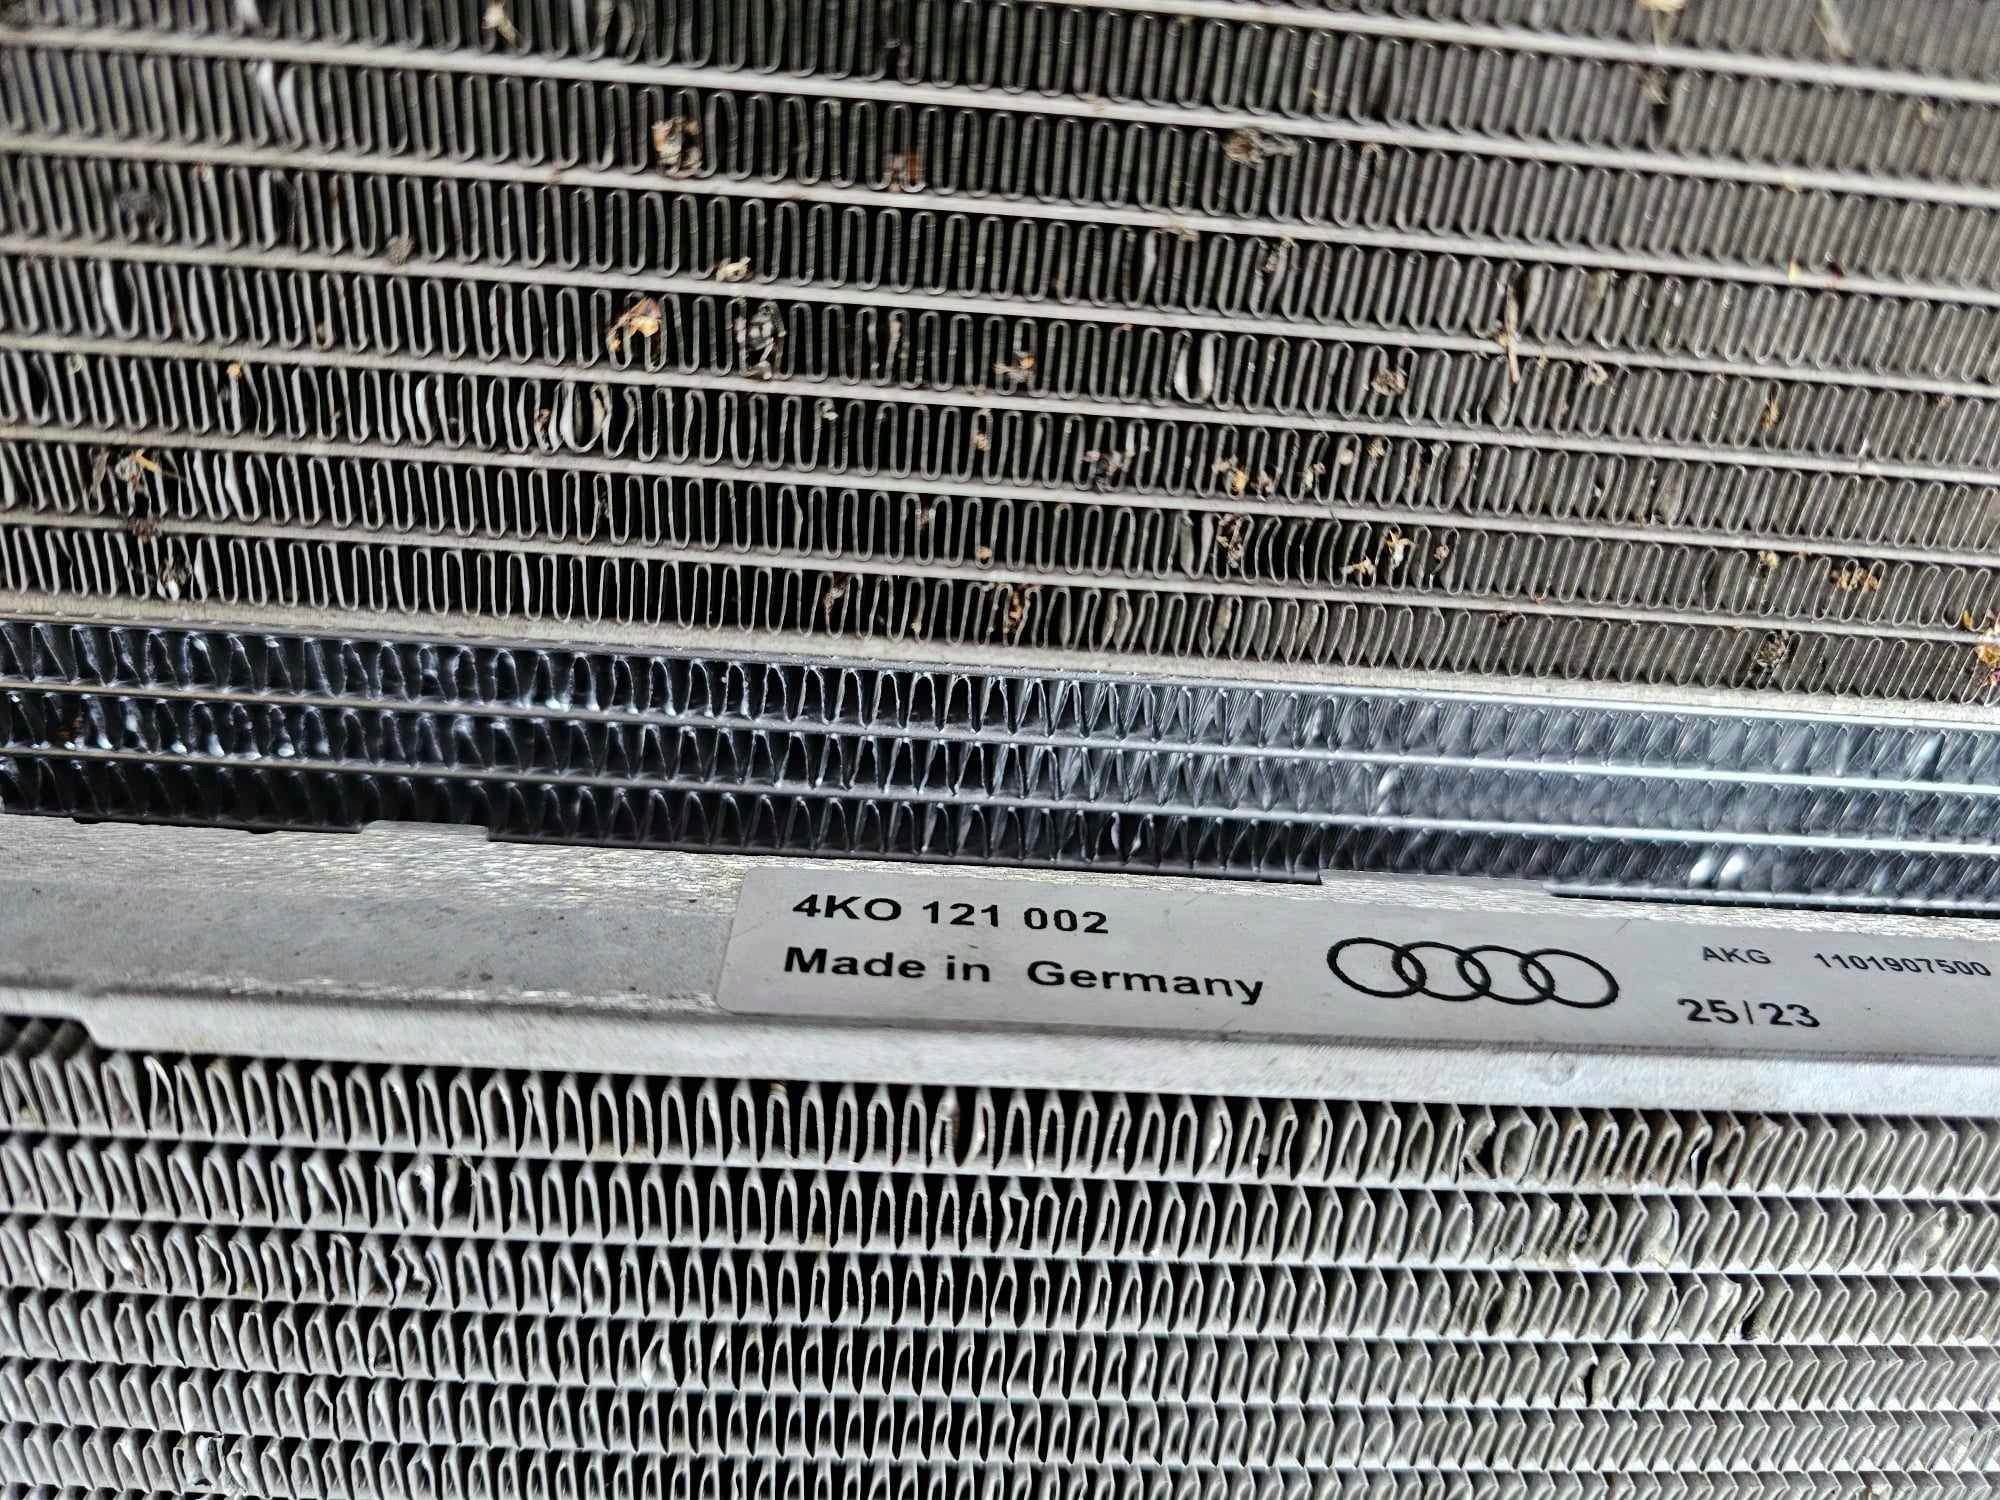 4KO 121 002
Made in Germany
AKG 1101907500
25/23